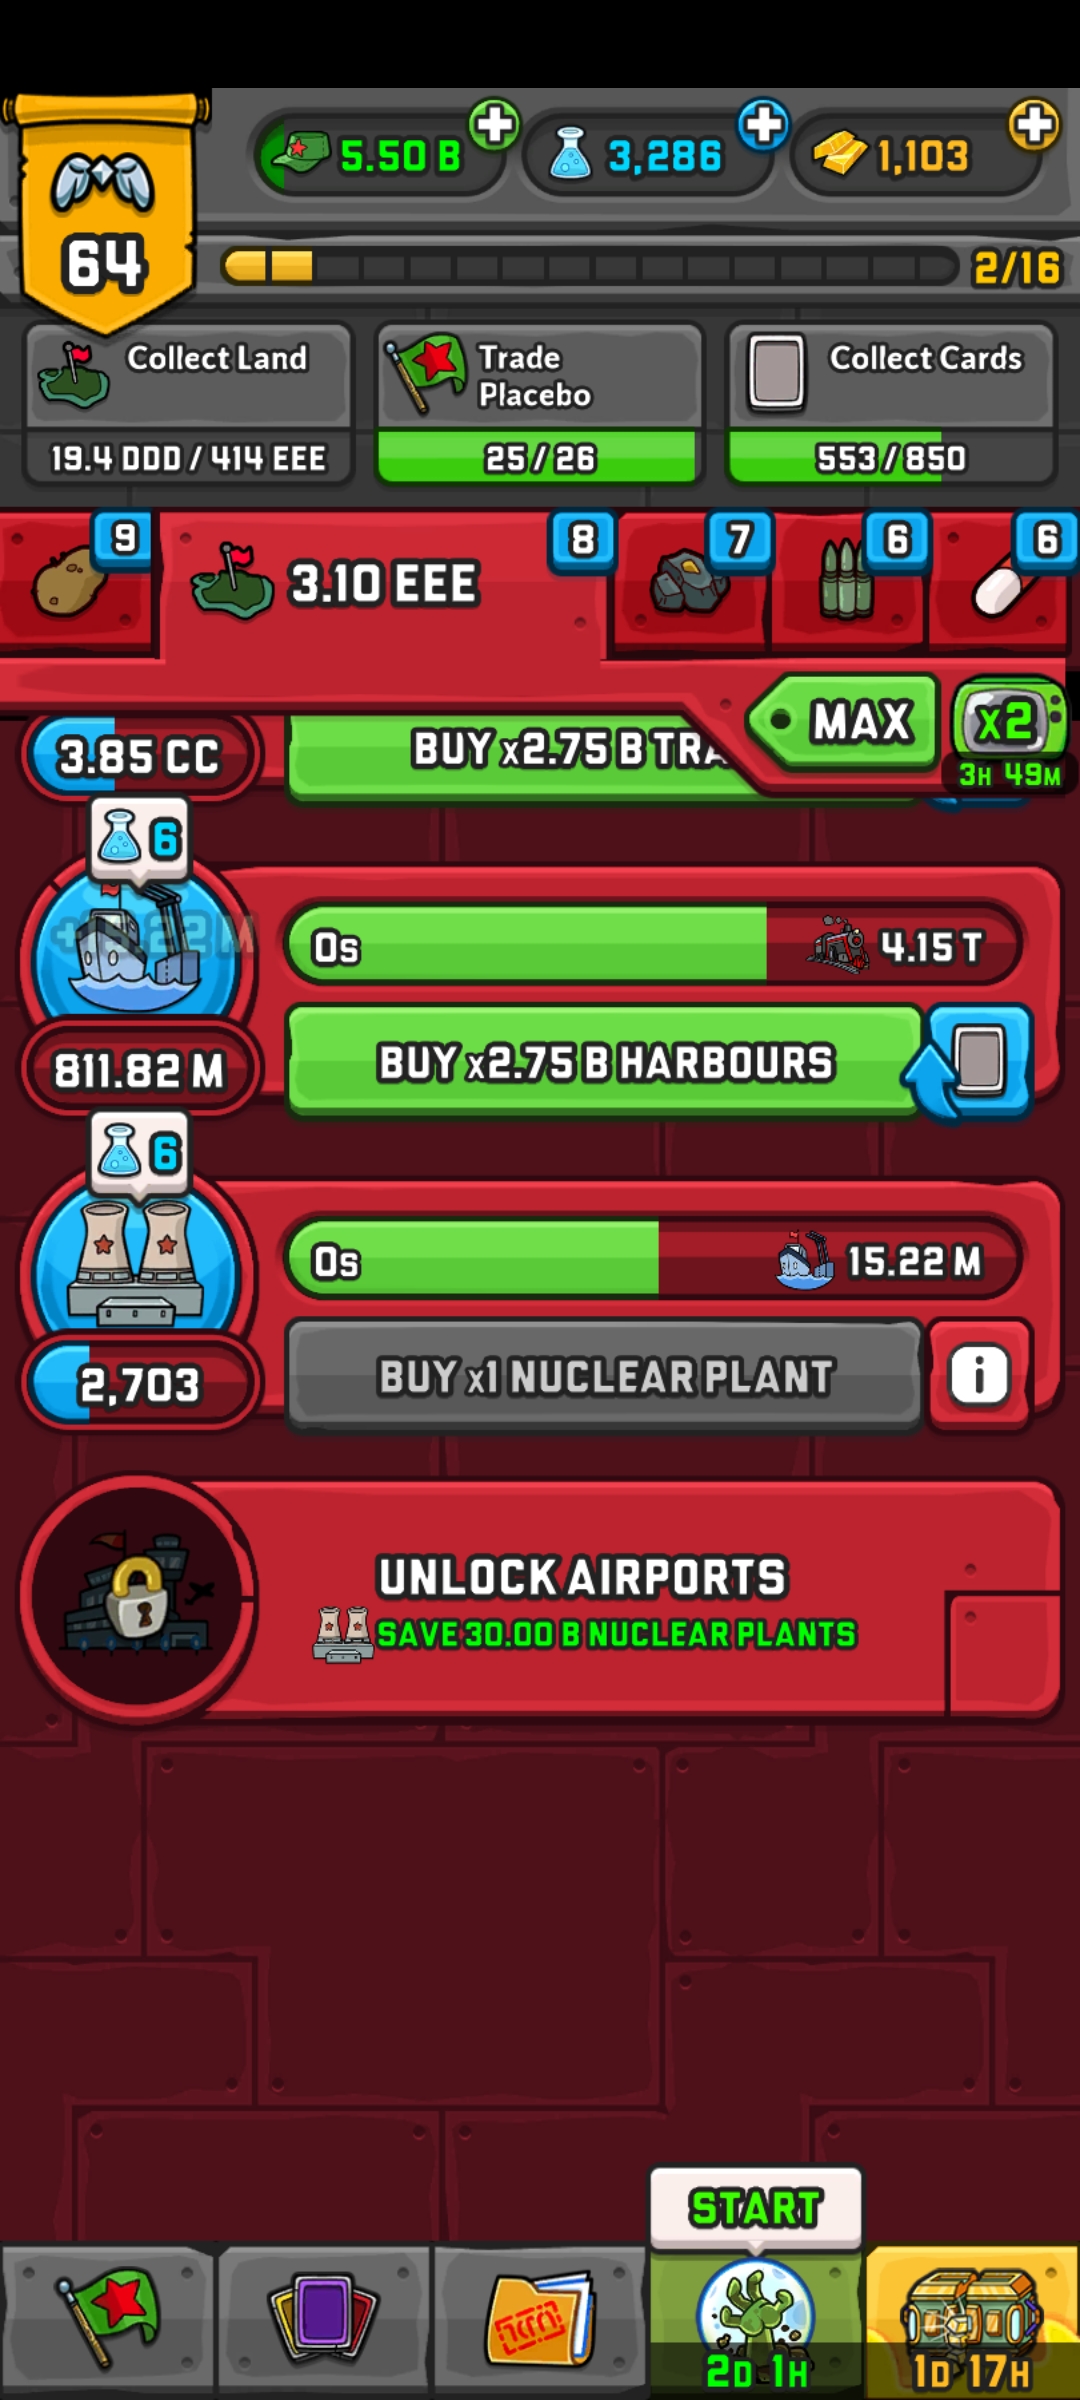 64
5.50 B
3,286
1,103
2/16
Collect Land
19.4 DDD / 414 EEE
Trade
Placebo
25 / 26
Collect Cards
553 / 850
9
3.10 EEE
8
7
6
6
MAX
x2
3H 49M
3.85 CC
BUY x2.75 B TRA
6
0s
4.15 T
811.82 M
BUY x2.75 B HARBOURS
6
0s
15.22 M
2,703
BUY x1 NUCLEAR PLANT
i
UNLOCK AIRPORTS
SAVE 30.00 B NUCLEAR PLANTS
START
2D 1H
1D 17H